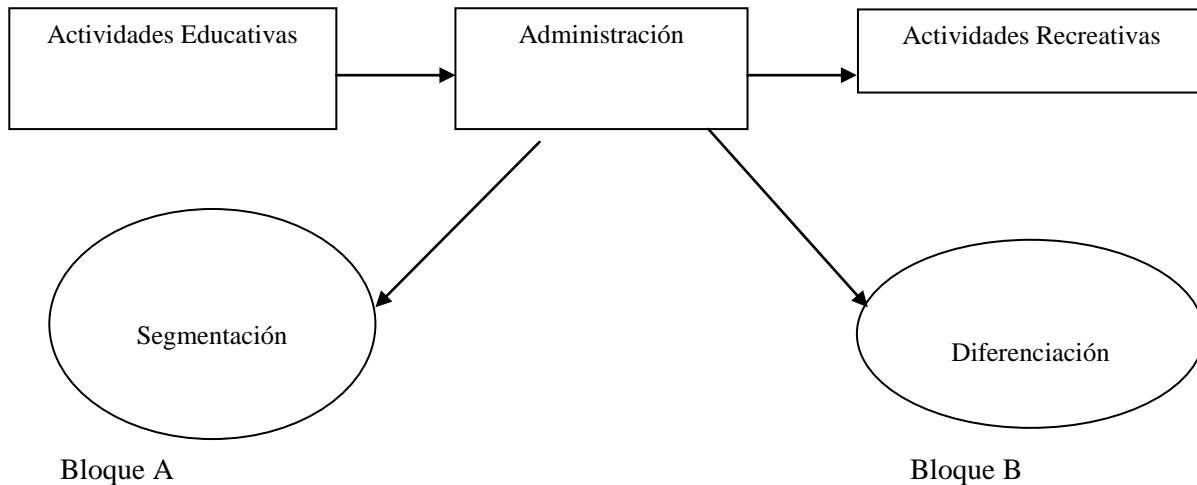 Actividades Educativas
Administración
Actividades Recreativas
Segmentación
Diferenciación
Bloque A
Bloque B